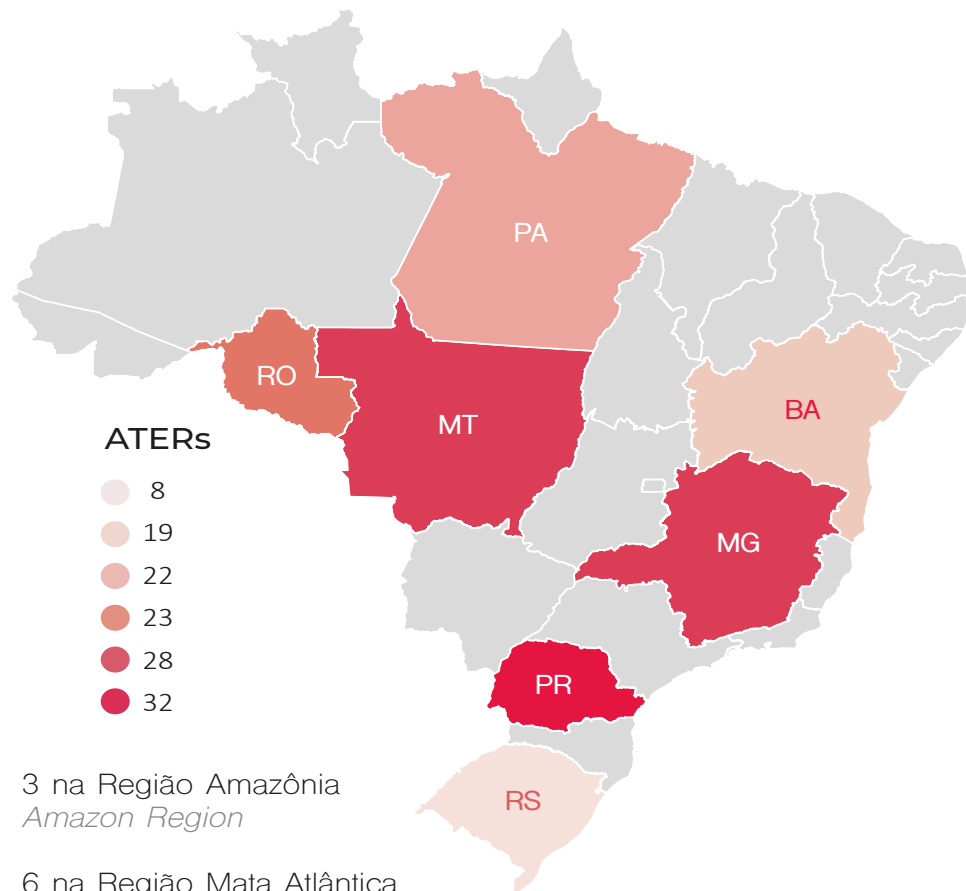 PA
RO
MT
BA
MG
PR
RS
ATERs
8
19
22
23
28
32
3 na Região Amazônia
Amazon Region
6 na Região Mata Atlântica